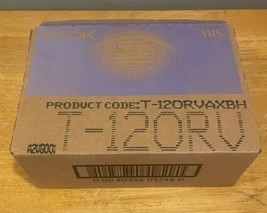 TDK VHS
PRODUCT CODE:T-120RVAXBH
T-120RV